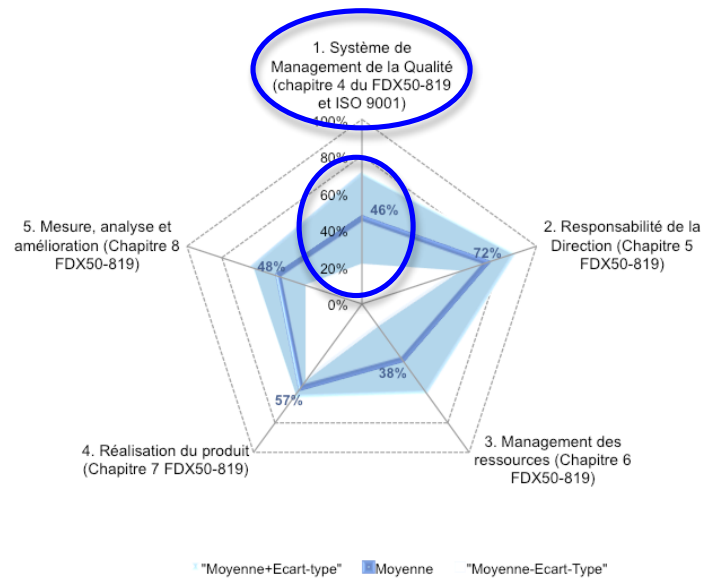 1. Système de
Management de la Qualité
(chapitre 4 du FDX50-819
et ISO 9001)
100%
80%
60%
46%
40%
20%
0%
2. Responsabilité de la
Direction (Chapitre 5
FDX50-819)
72%
5. Mesure, analyse et
amélioration (Chapitre 8
FDX50-819)
48%
38%
57%
4. Réalisation du produit
(Chapitre 7 FDX50-819)
3. Management des
ressources (Chapitre 6
FDX50-819)
"Moyenne+Ecart-type" Moyenne "Moyenne-Ecart-Type"